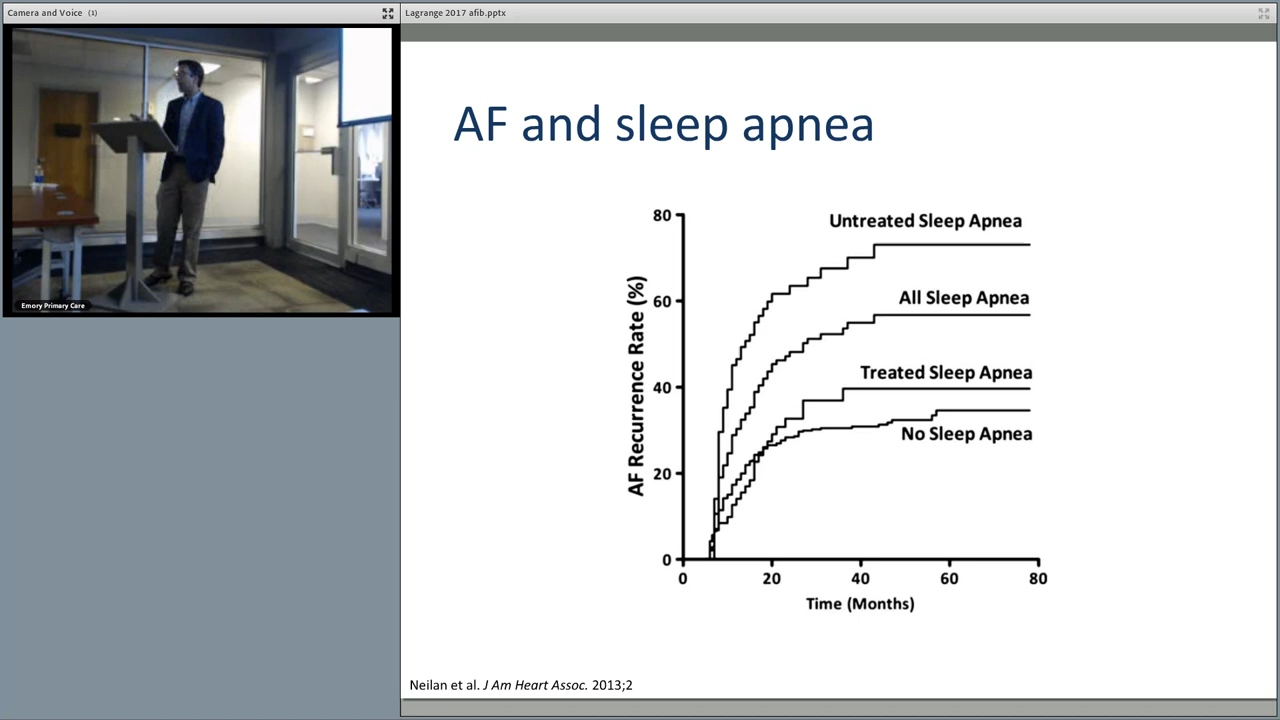 Camera and Voice (1)
Lagrange 2017 afib.pptx
Emory Primary Care
AF and sleep apnea
AF Recurrence Rate (%)
80
60
40
20
0
Untreated Sleep Apnea
All Sleep Apnea
Treated Sleep Apnea
No Sleep Apnea
0 20 40 60 80
Time (Months)
Neilan et al. J Am Heart Assoc. 2013;2